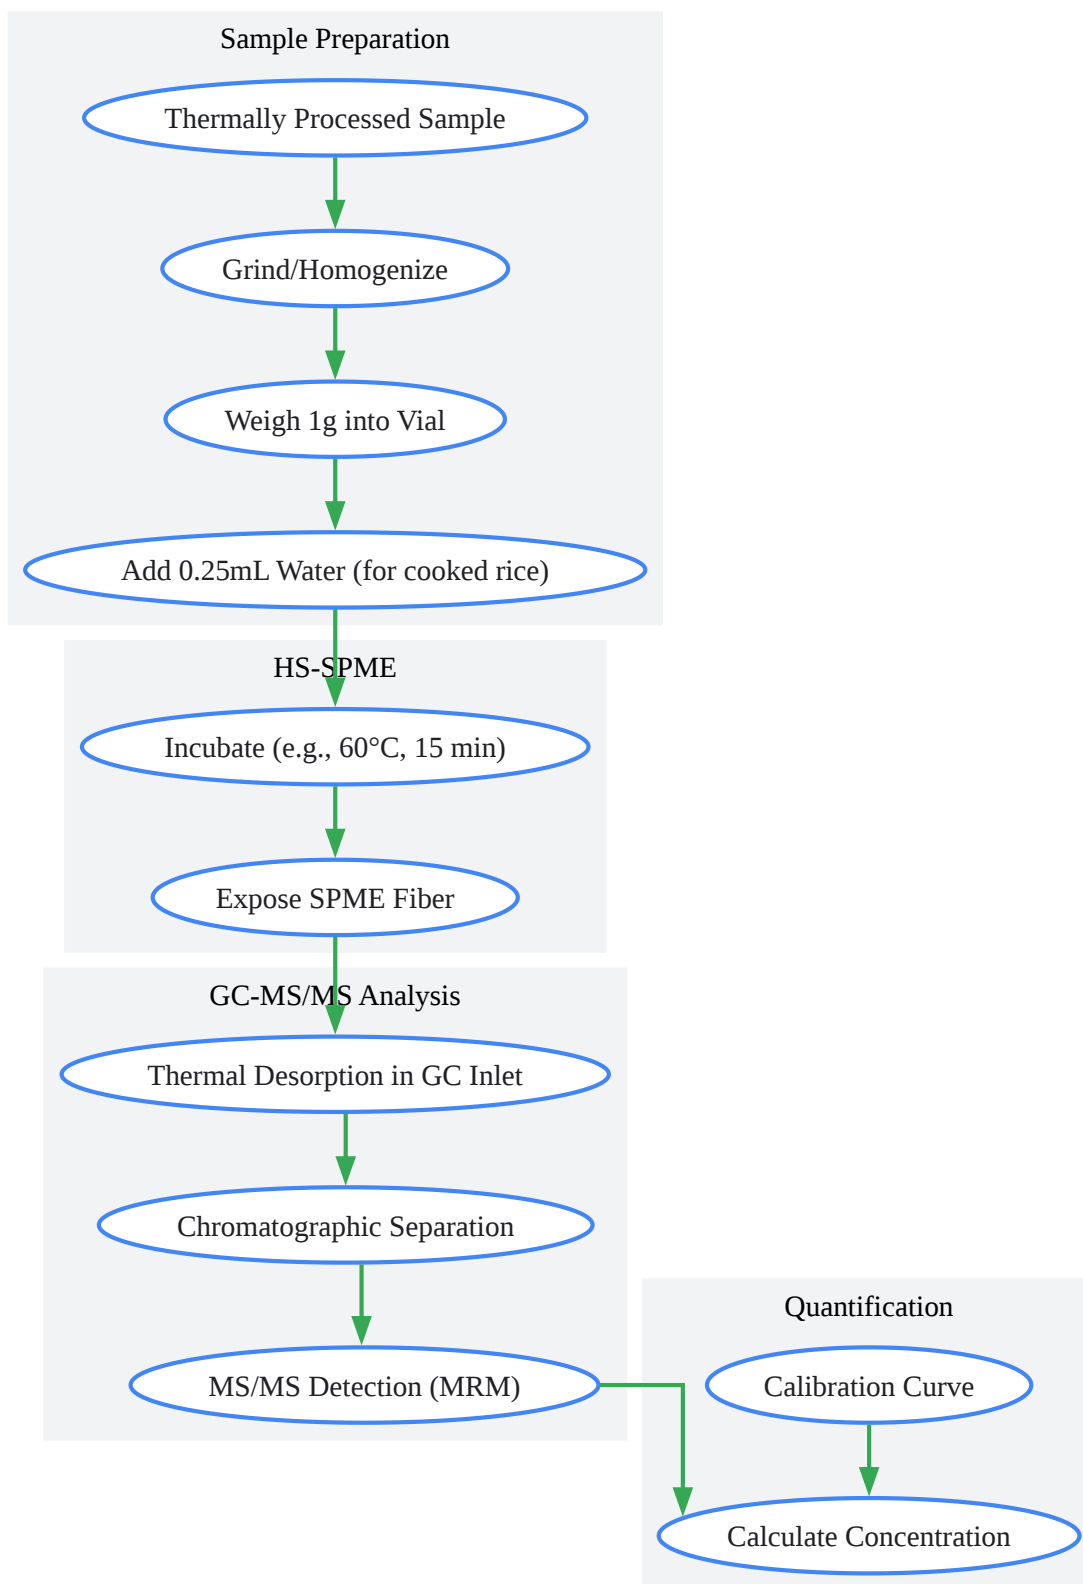 Sample Preparation
Thermally Processed Sample
Grind/Homogenize
Weigh 1g into Vial
Add 0.25mL Water (for cooked rice)
HS-SPME
Incubate (e.g., 60°C, 15 min)
Expose SPME Fiber
GC-MS/MS Analysis
Thermal Desorption in GC Inlet
Chromatographic Separation
MS/MS Detection (MRM)
Quantification
Calibration Curve
Calculate Concentration